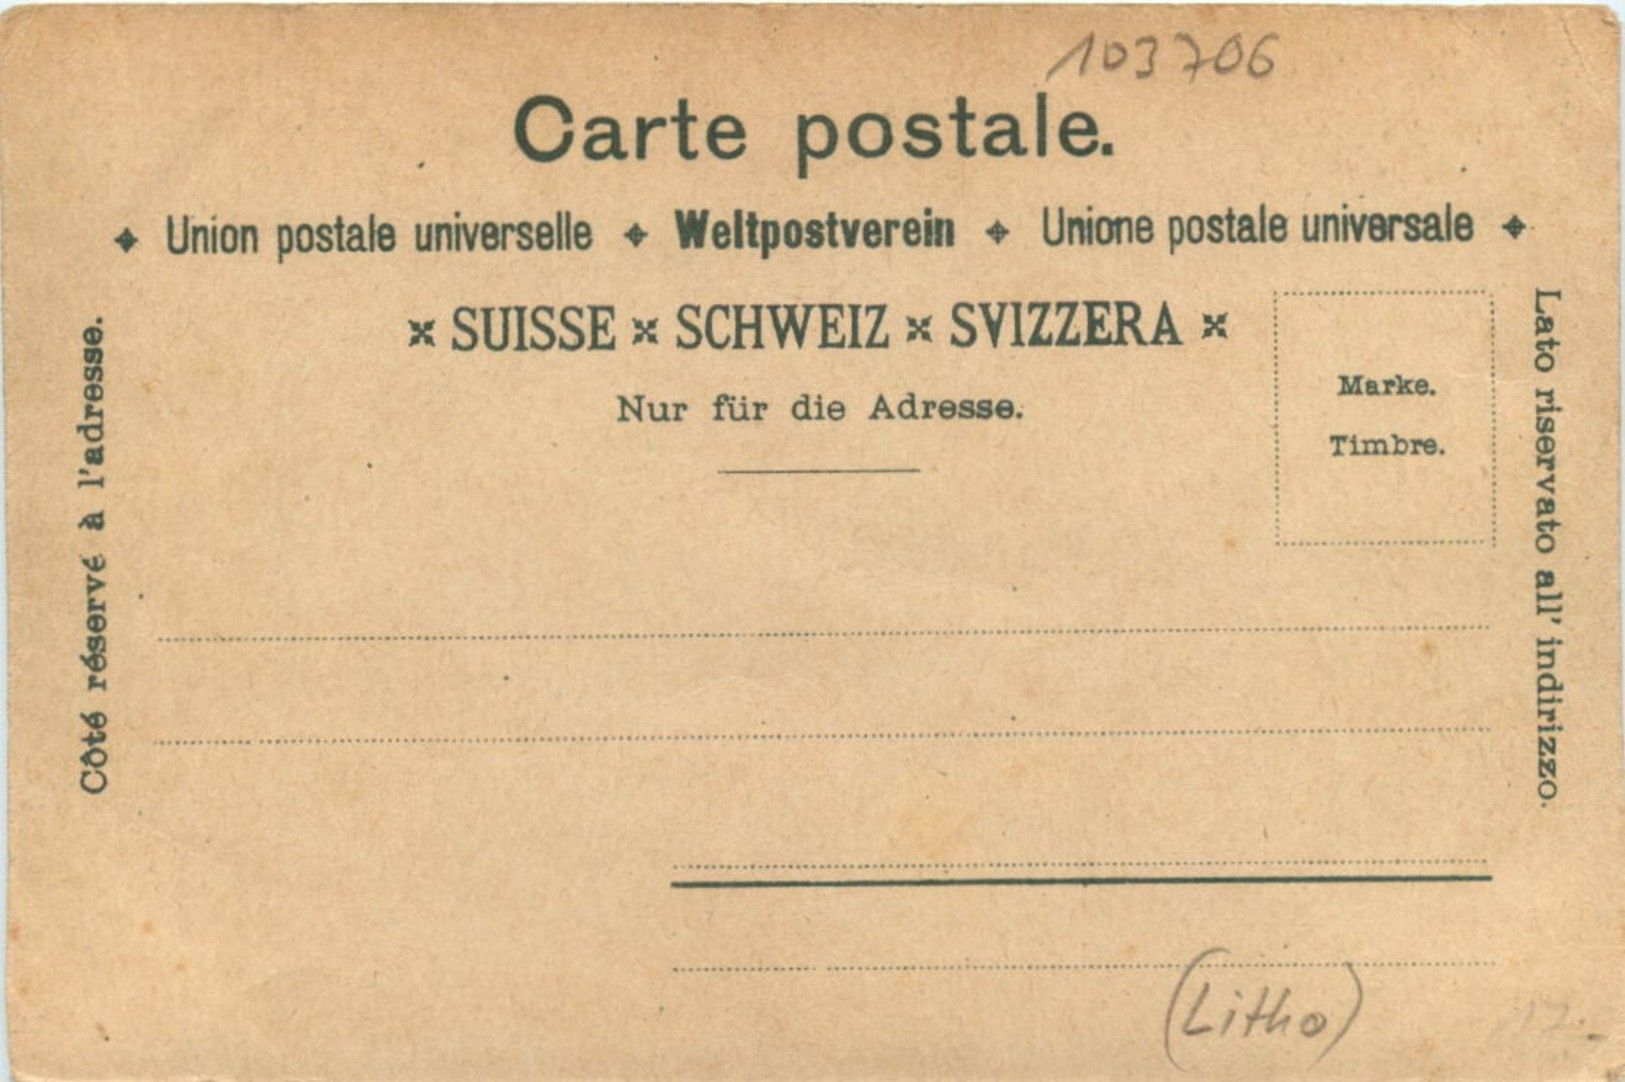 103706
Carte postale.
Union postale universelle Weltpostverein Unione postale universale
SUISSE SCHWEIZ SVIZZERA
Nur für die Adresse.
Marke.
Timbre.
Côté réservé à l'adresse.
Lato riservato all' indirizzo.
(Litho)